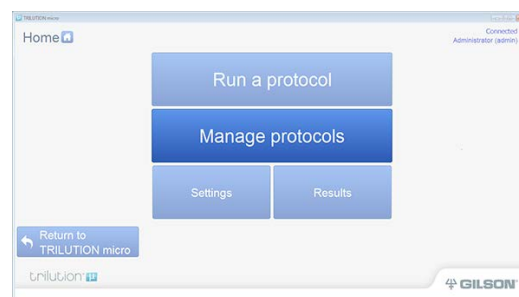 TRILUTION micro
Home
Connected
Administrator (admin)
Run a protocol
Manage protocols
Settings
Results
Return to
TRILUTION micro
trilution µ
GILSON